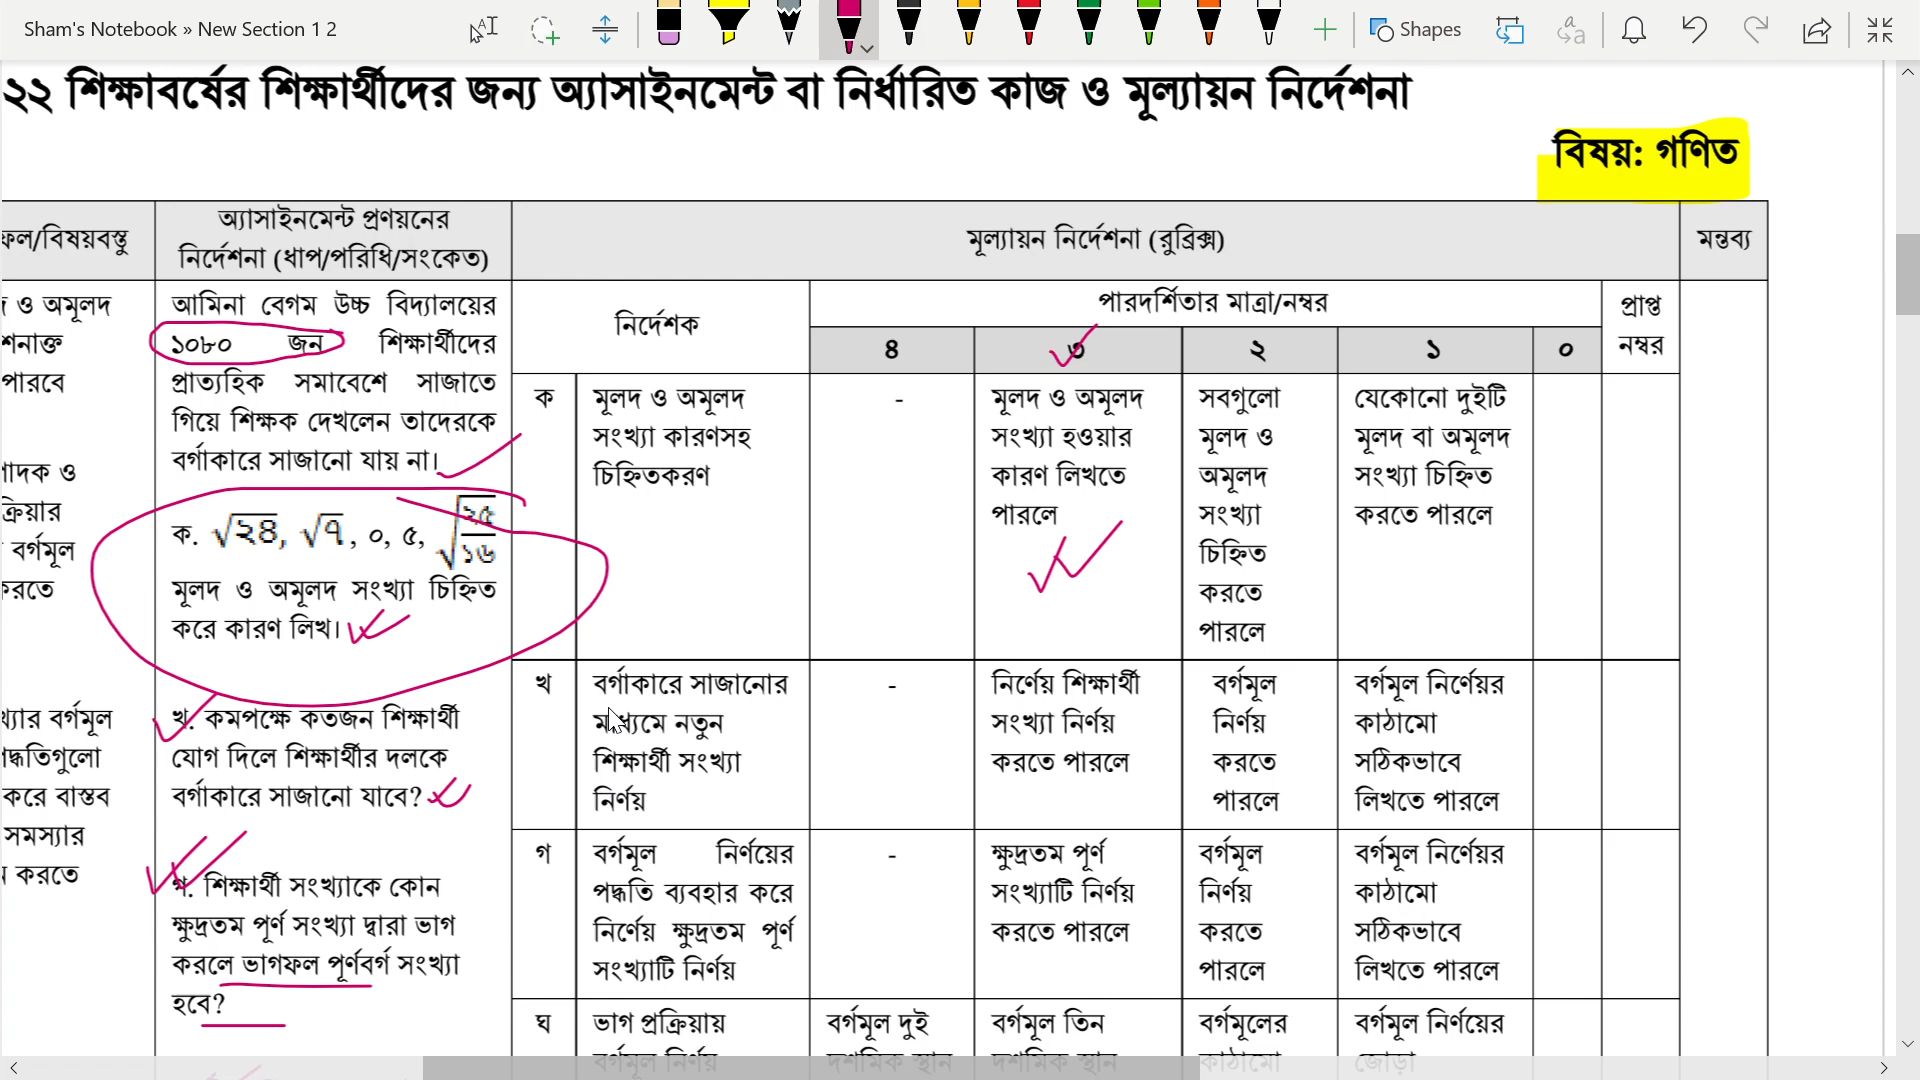 Sham's Notebook » New Section 1 2
Shapes
২২ শিক্ষাবর্ষের শিক্ষার্থীদের জন্য অ্যাসাইনমেন্ট বা নির্ধারিত কাজ ও মূল্যায়ন নির্দেশনা
বিষয়: গণিত
ফল/বিষয়বস্তু
অ্যাসাইনমেন্ট প্রণয়নের
নির্দেশনা (ধাপ/পরিধি/সংকেত)
মূল্যায়ন নির্দেশনা (রুব্রিক্স)
মন্তব্য
ও অমূলদ
শনাক্ত
পারবে
পাদক ও
ক্রিয়ার
বর্গমূল
করতে
খ্যার বর্গমূল
দ্ধতিগুলো
করে বাস্তব
সমস্যার
করতে
আমিনা বেগম উচ্চ বিদ্যালয়ের
১০৮০ জন শিক্ষার্থীদের
প্রাত্যহিক সমাবেশে সাজাতে
গিয়ে শিক্ষক দেখলেন তাদেরকে
বর্গাকারে সাজানো যায় না।
ক. √২৪, √৭, ০, ৫, √২৫/১৬
মূলদ ও অমূলদ সংখ্যা চিহ্নিত
করে কারণ লিখ।
খ. কমপক্ষে কতজন শিক্ষার্থী
যোগ দিলে শিক্ষার্থীর দলকে
বর্গাকারে সাজানো যাবে?
গ. শিক্ষার্থী সংখ্যাকে কোন
ক্ষুদ্রতম পূর্ণ সংখ্যা দ্বারা ভাগ
করলে ভাগফল পূর্ণবর্গ সংখ্যা
হবে?
নির্দেশক
পারদর্শিতার মাত্রা/নম্বর
প্রাপ্ত
নম্বর
৪ ৩ ২ ১ ০
ক
মূলদ ও অমূলদ
সংখ্যা কারণসহ
চিহ্নিতকরণ
-
মূলদ ও অমূলদ
সংখ্যা হওয়ার
কারণ লিখতে
পারলে
সবগুলো
মূলদ ও
অমূলদ
সংখ্যা
চিহ্নিত
করতে
পারলে
যেকোনো দুইটি
মূলদ বা অমূলদ
সংখ্যা চিহ্নিত
করতে পারলে
খ
বর্গাকারে সাজানোর
মাধ্যমে নতুন
শিক্ষার্থী সংখ্যা
নির্ণয়
-
নির্ণেয় শিক্ষার্থী
সংখ্যা নির্ণয়
করতে পারলে
বর্গমূল
নির্ণয়
করতে
পারলে
বর্গমূল নির্ণেয়র
কাঠামো
সঠিকভাবে
লিখতে পারলে
গ
বর্গমূল নির্ণয়ের
পদ্ধতি ব্যবহার করে
নির্ণেয় ক্ষুদ্রতম পূর্ণ
সংখ্যাটি নির্ণয়
-
ক্ষুদ্রতম পূর্ণ
সংখ্যাটি নির্ণয়
করতে পারলে
বর্গমূল
নির্ণয়
করতে
পারলে
বর্গমূল নির্ণেয়র
কাঠামো
সঠিকভাবে
লিখতে পারলে
ঘ
ভাগ প্রক্রিয়ায়
বর্গমূল নির্ণয়
বর্গমূল দুই
দশমিক স্থান
বর্গমূল তিন
দশমিক স্থান
বর্গমূলের
কাঠামো
বর্গমূল নির্ণয়ের
জোড়া